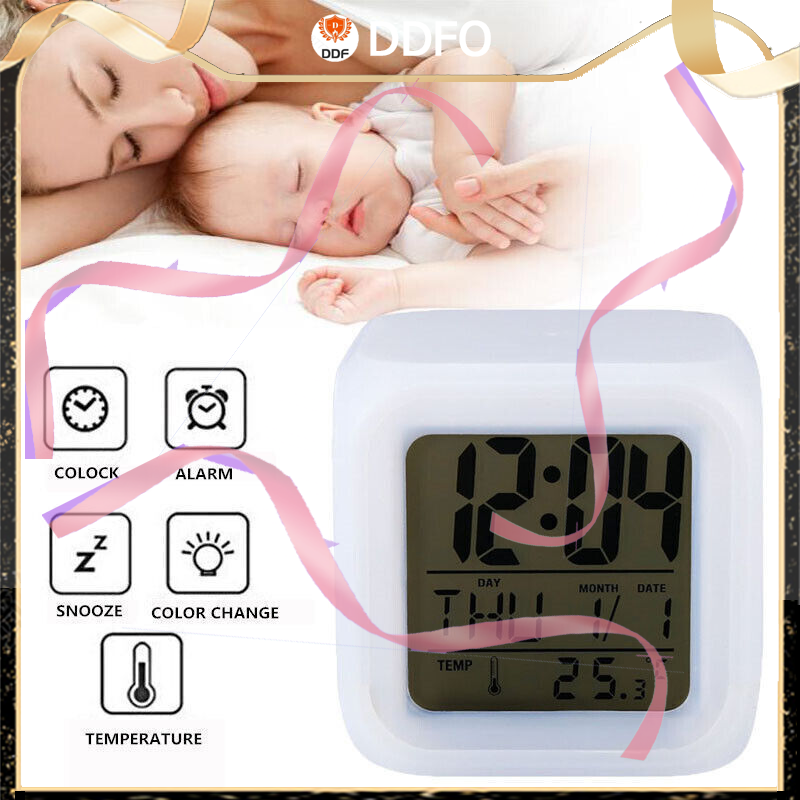 D
DDF
DDFO
COLOCK
ALARM
SNOOZE
COLOR CHANGE
TEMPERATURE
12:04
DAY
MONTH
DATE
THU
1/
1
TEMP
25.3